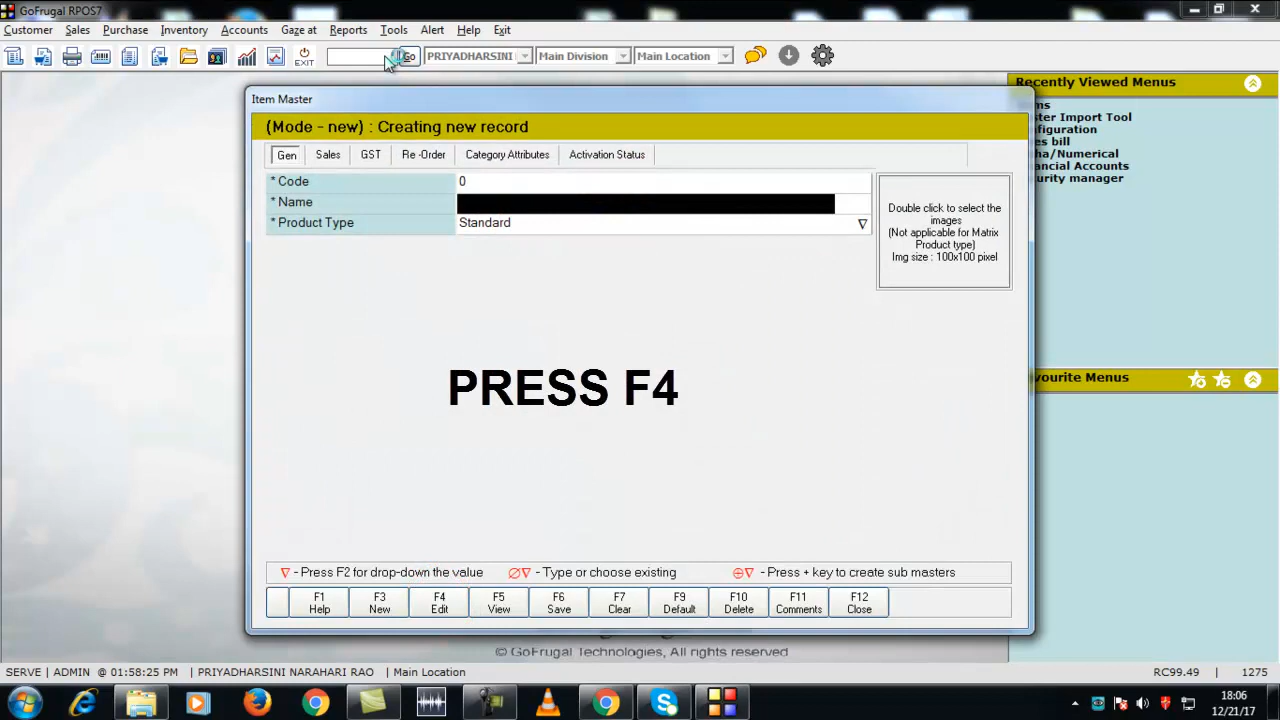 GoFrugal RPOS7
Customer Sales Purchase Inventory Accounts Gaze at Reports Tools Alert Help Exit
EXIT Go PRIYADHARSINI Main Division Main Location
Recently Viewed Menus
Item Master
(Mode - new) : Creating new record
Gen Sales GST Re -Order Category Attributes Activation Status
* Code 0
* Name
* Product Type Standard
Double click to select the
images
(Not applicable for Matrix
Product type)
Img size : 100x100 pixel
ms
ster Import Tool
figuration
es bill
ha/Numerical
ancial Accounts
urity manager
vourite Menus
PRESS F4
- Press F2 for drop-down the value - Type or choose existing - Press + key to create sub masters
F1 F3 F4 F5 F6 F7 F9 F10 F11 F12
Help New Edit View Save Clear Default Delete Comments Close
© GoFrugal Technologies, All rights reserved
SERVE | ADMIN @ 01:58:25 PM | PRIYADHARSINI NARAHARI RAO | Main Location RC99.49 | 1275
18:06
12/21/17